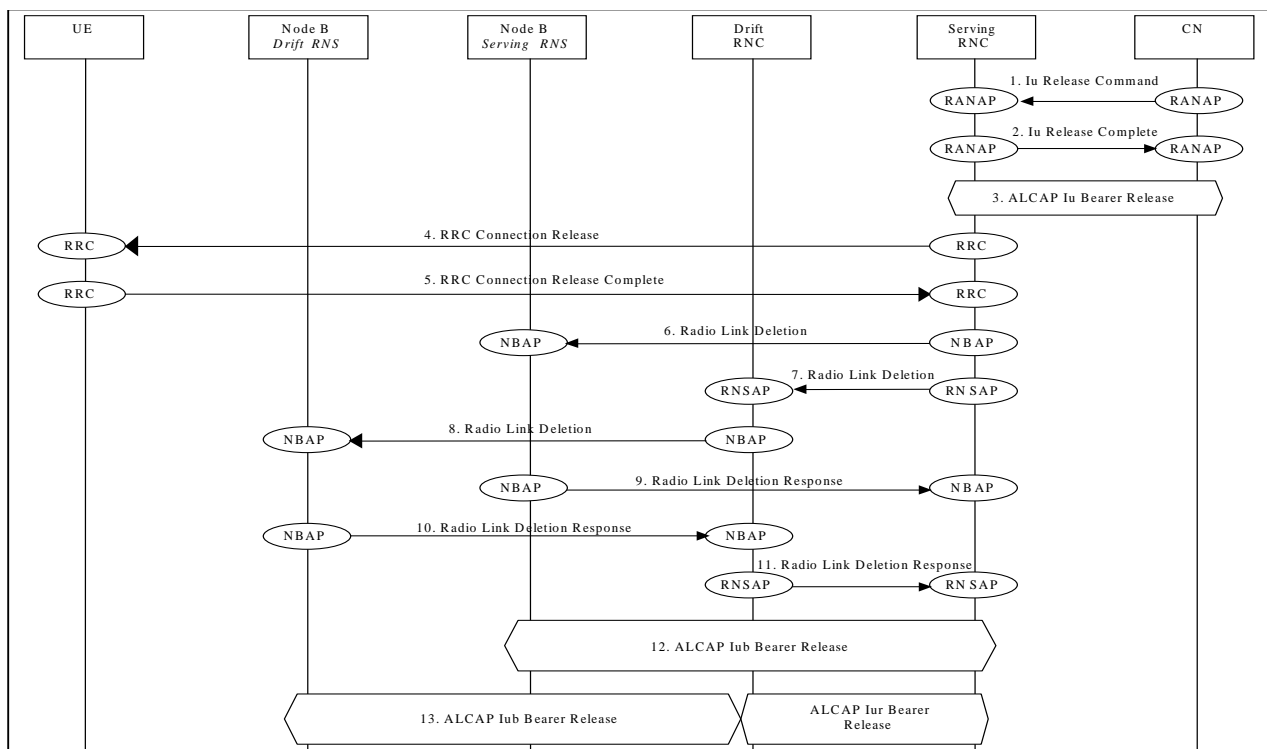 UE
Node B
Drift RNS
Node B
Serving RNS
Drift
RNC
Serving
RNC
CN
1. Iu Release Command
RANAP
RANAP
2. Iu Release Complete
RANAP
RANAP
3. ALCAP Iu Bearer Release
4. RRC Connection Release
RRC
RRC
5. RRC Connection Release Complete
RRC
RRC
6. Radio Link Deletion
NBAP
NBAP
7. Radio Link Deletion
RNSAP
RNSAP
8. Radio Link Deletion
NBAP
NBAP
9. Radio Link Deletion Response
NBAP
NBAP
10. Radio Link Deletion Response
NBAP
NBAP
11. Radio Link Deletion Response
RNSAP
RNSAP
12. ALCAP Iub Bearer Release
13. ALCAP Iub Bearer Release
ALCAP Iur Bearer
Release